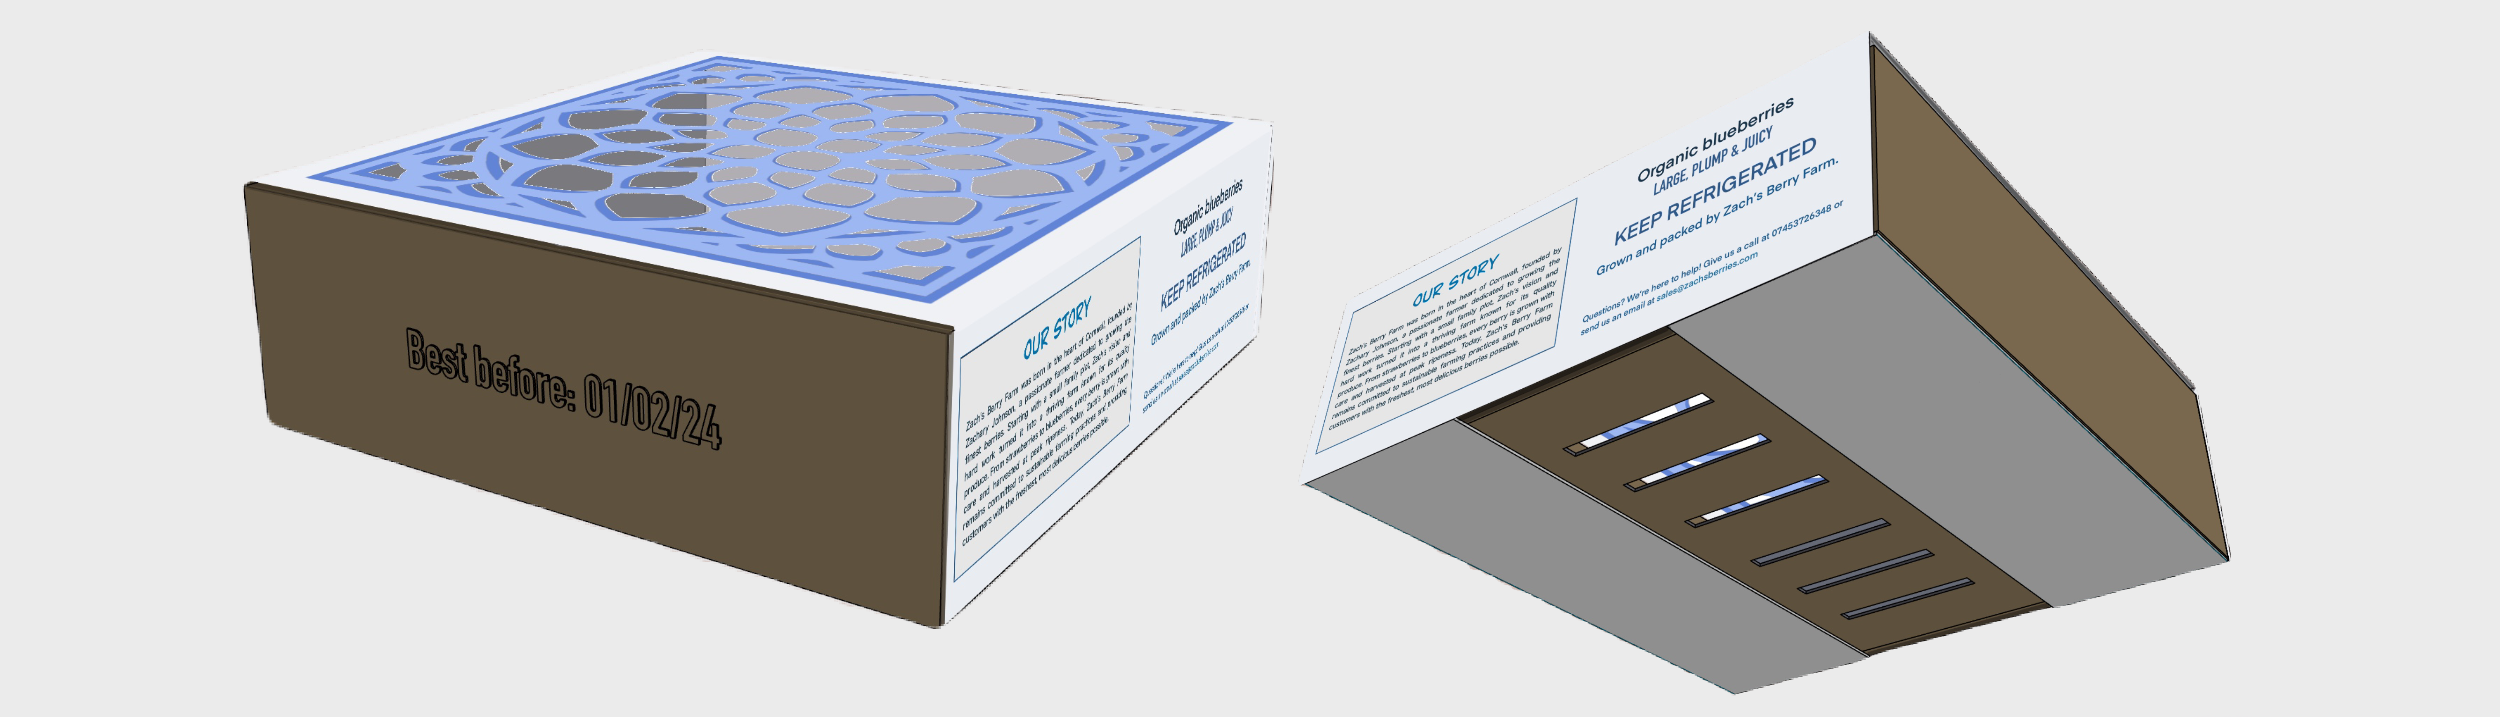 Best before: 01/02/24
OUR STORY
Zach's Berry Farm was born in the heart of Cornwall, founded by
Zachary Johnson, a passionate farmer dedicated to growing the
finest berries. Starting with a small family plot, Zach's vision and
hard work turned it into a thriving farm known for its quality
produce. From strawberries to blueberries, every berry is grown with
care and harvested at peak ripeness. Today, Zach's Berry Farm
remains committed to sustainable farming practices and providing
customers with the freshest, most delicious berries possible.
Organic blueberries
LARGE, PLUMP & JUICY
KEEP REFRIGERATED
Grown and packed by Zach's Berry Farm.
Questions? We're here to help! Give us a call at 07453726348 or
send us an email at sales@zachsberries.com
OUR STORY
Zach's Berry Farm was born in the heart of Cornwall, founded by
Zachary Johnson, a passionate farmer dedicated to growing the
finest berries. Starting with a small family plot, Zach's vision and
hard work turned it into a thriving farm known for its quality
produce. From strawberries to blueberries, every berry is grown with
care and harvested at peak ripeness. Today, Zach's Berry Farm
remains committed to sustainable farming practices and providing
customers with the freshest, most delicious berries possible.
Organic blueberries
LARGE, PLUMP & JUICY
KEEP REFRIGERATED
Grown and packed by Zach's Berry Farm.
Questions? We're here to help! Give us a call at 07453726348 or
send us an email at sales@zachsberries.com